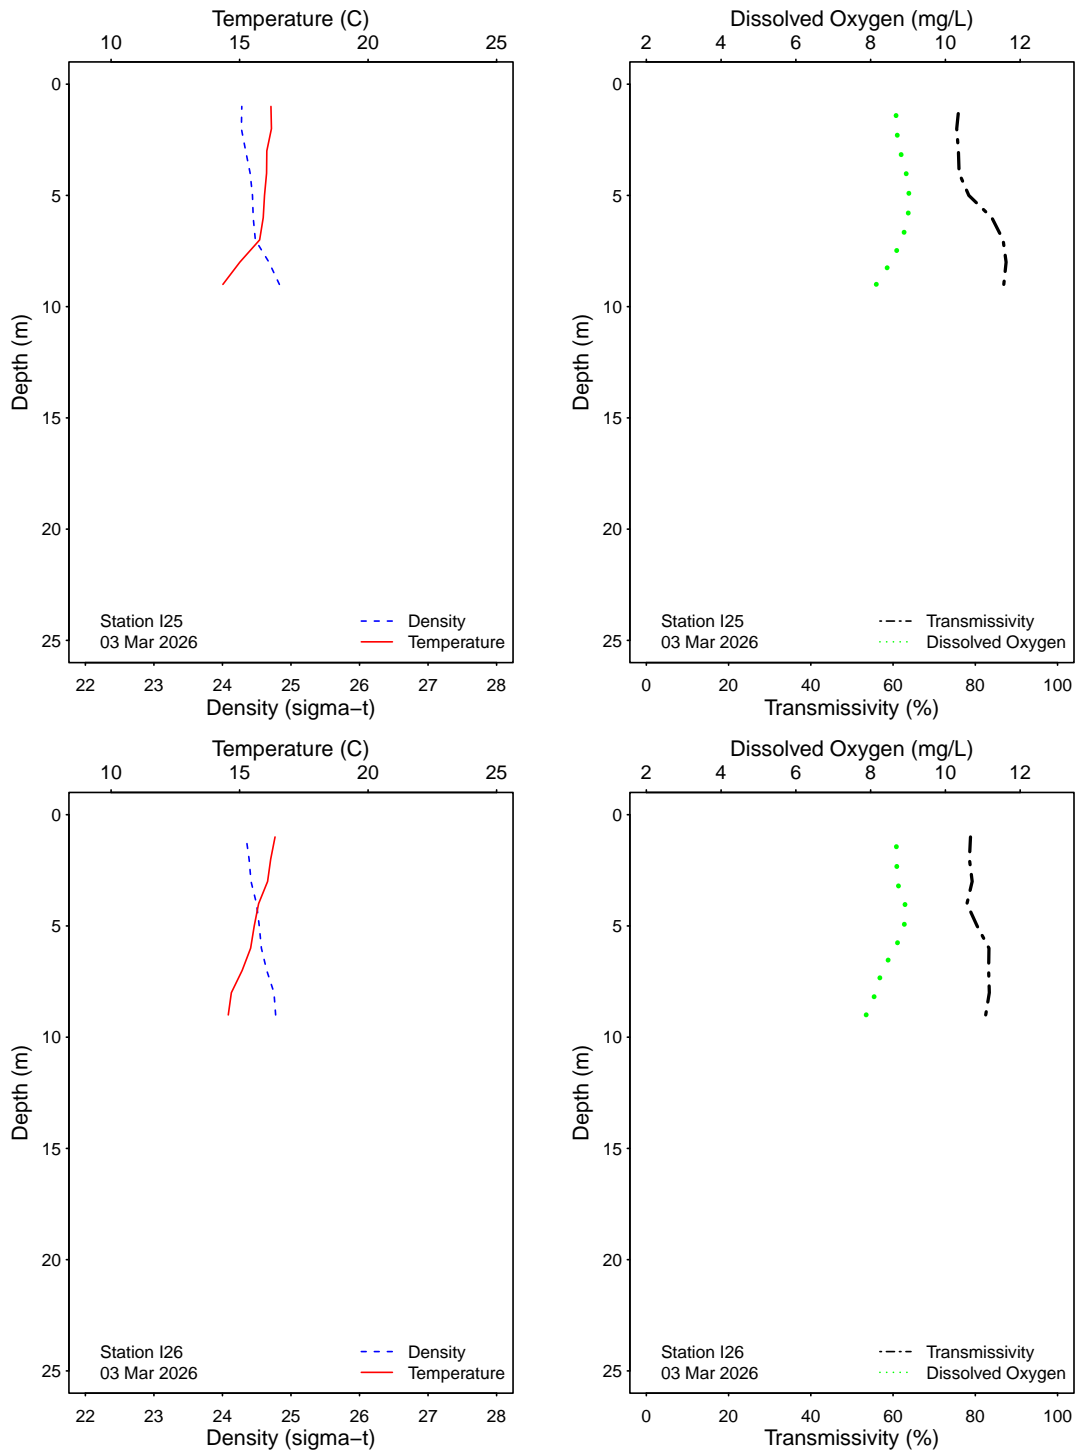 Temperature (C)
10 15 20 25
0
5
10
15
20
25
Depth (m)
Station I25
03 Mar 2026
Density
Temperature
22 23 24 25 26 27 28
Density (sigma−t)
Dissolved Oxygen (mg/L)
2 4 6 8 10 12
0
5
10
15
20
25
Depth (m)
Station I25
03 Mar 2026
Transmissivity
Dissolved Oxygen
0 20 40 60 80 100
Transmissivity (%)
Temperature (C)
10 15 20 25
0
5
10
15
20
25
Depth (m)
Station I26
03 Mar 2026
Density
Temperature
22 23 24 25 26 27 28
Density (sigma−t)
Dissolved Oxygen (mg/L)
2 4 6 8 10 12
0
5
10
15
20
25
Depth (m)
Station I26
03 Mar 2026
Transmissivity
Dissolved Oxygen
0 20 40 60 80 100
Transmissivity (%)